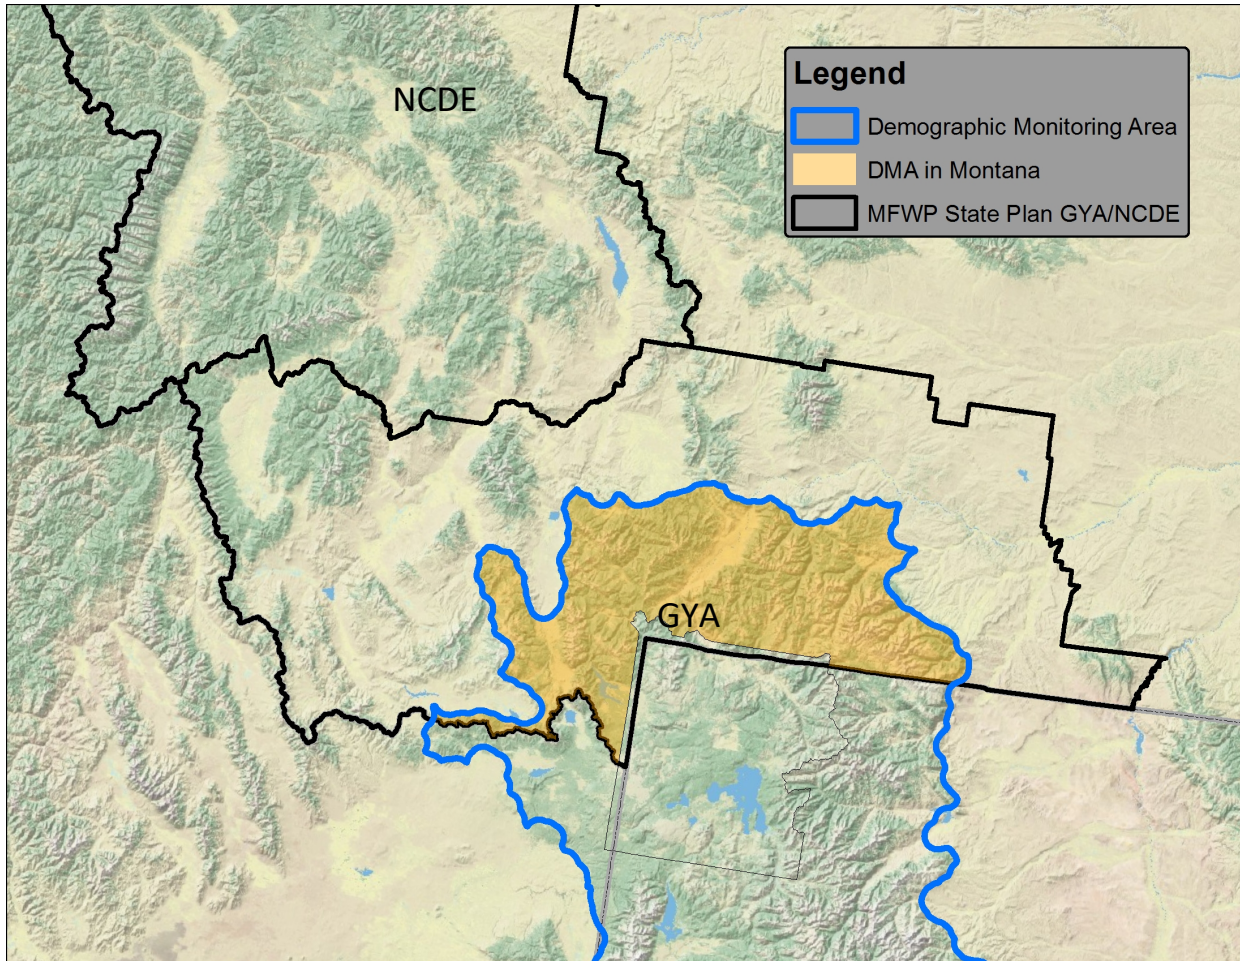 NCDE
Legend
Demographic Monitoring Area
DMA in Montana
MFWP State Plan GYA/NCDE
GYA